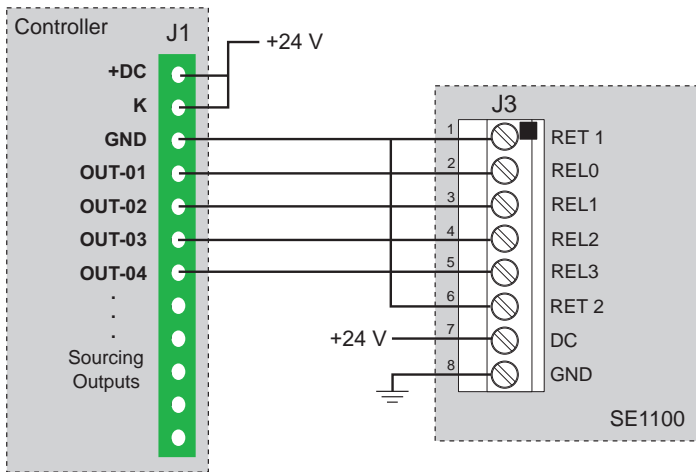 Controller
J1
+24 V
+DC
K
GND
OUT-01
OUT-02
OUT-03
OUT-04
.
.
.
Sourcing
Outputs
J3
1 RET 1
2 REL0
3 REL1
4 REL2
5 REL3
6 RET 2
+24 V 7 DC
8 GND
SE1100